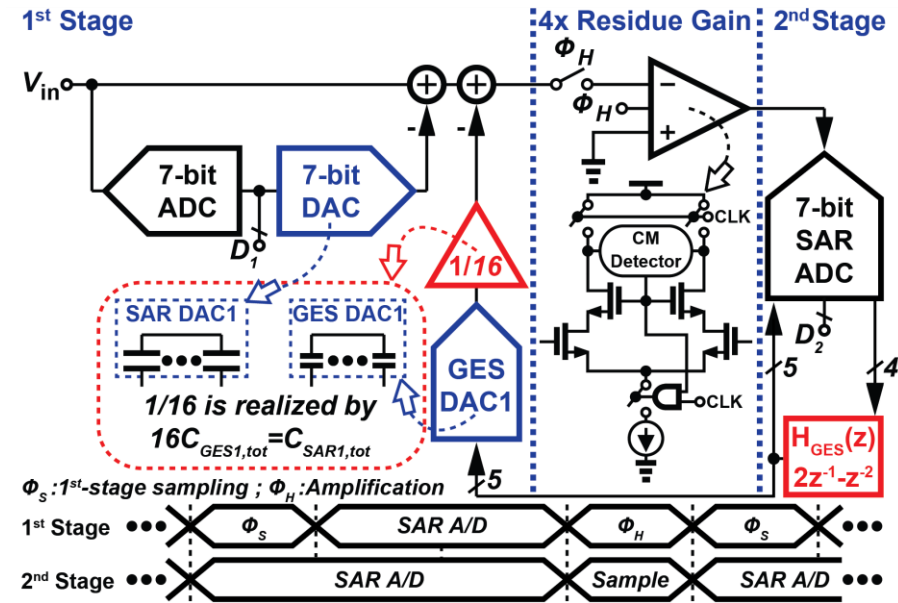 1st Stage
4x Residue Gain
2nd Stage
Vin
+
+
-
-
ΦH
ΦH
−
+
7-bit
ADC
7-bit
DAC
D1
1/16
CLK
CM
Detector
CLK
7-bit
SAR
ADC
D2
5
4
SAR DAC1
GES DAC1
1/16 is realized by
16CGES1,tot=CSAR1,tot
GES
DAC1
5
HGES(z)
2z-1-z-2
ΦS :1st-stage sampling ; ΦH :Amplification
1st Stage ••• ΦS SAR A/D ΦH ΦS •••
2nd Stage ••• SAR A/D Sample SAR A/D •••